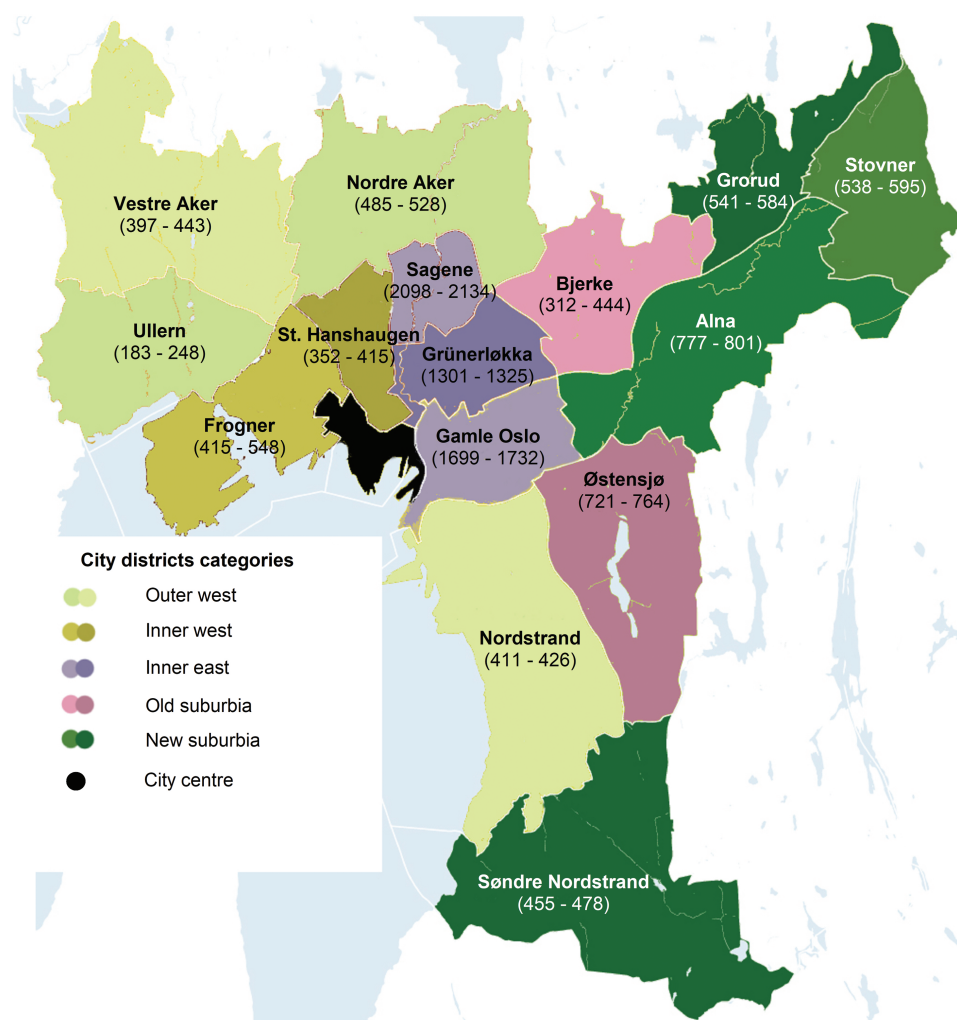 Vestre Aker
(397 - 443)
Nordre Aker
(485 - 528)
Grorud
(541 - 584)
Stovner
(538 - 595)
Sagene
(2098 - 2134)
Bjerke
(312 - 444)
Ullern
(183 - 248)
St. Hanshaugen
(352 - 415)
Grünerløkka
(1301 - 1325)
Alna
(777 - 801)
Frogner
(415 - 548)
Gamle Oslo
(1699 - 1732)
Østensjø
(721 - 764)
Nordstrand
(411 - 426)
Søndre Nordstrand
(455 - 478)
City districts categories
Outer west
Inner west
Inner east
Old suburbia
New suburbia
City centre